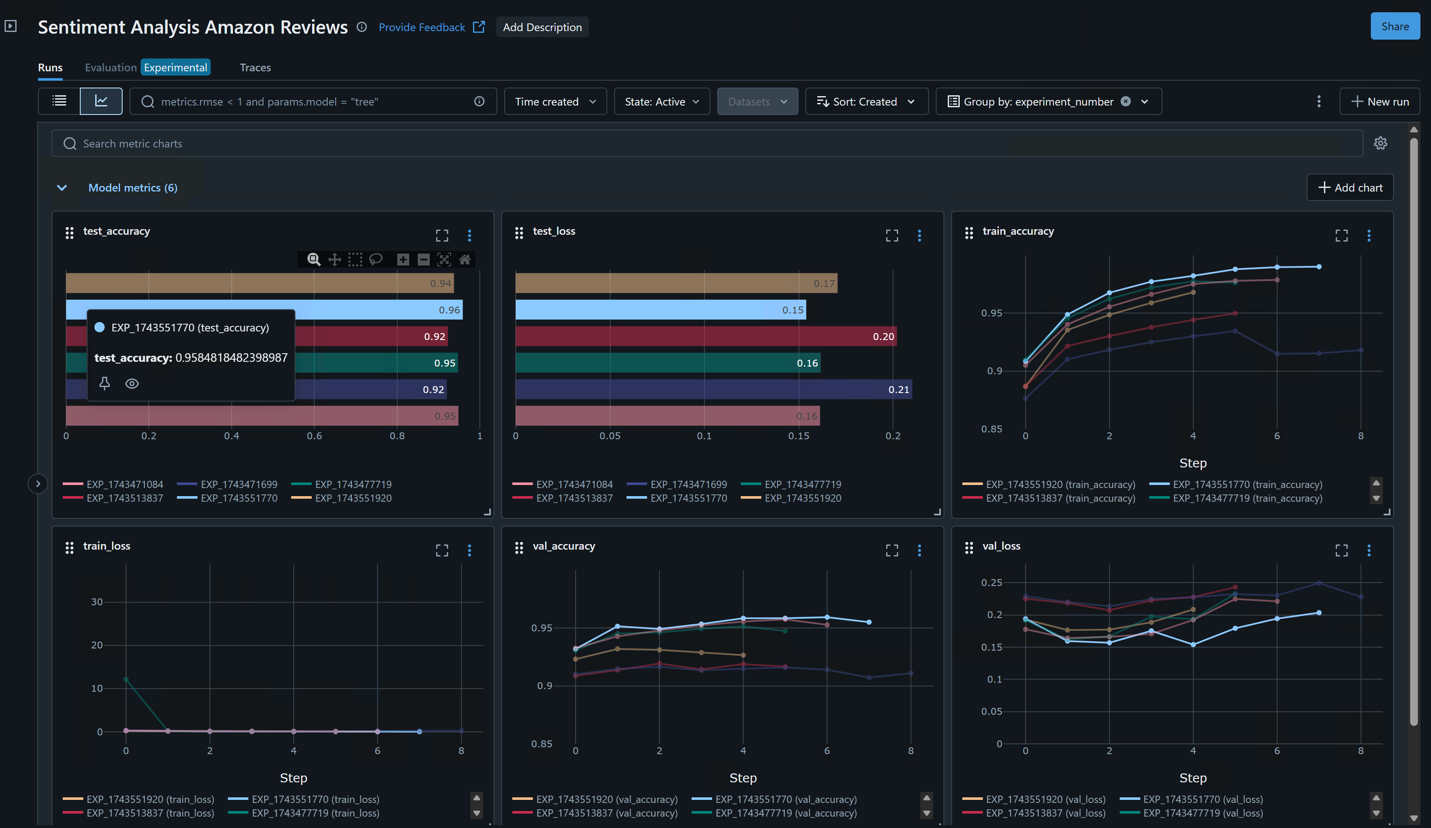 Sentiment Analysis Amazon Reviews Provide Feedback Add Description Share
Runs Evaluation Experimental Traces
metrics.rmse < 1 and params.model = "tree" Time created State: Active Datasets Sort: Created Group by: experiment_number New run
Search metric charts
Model metrics (6) Add chart
test_accuracy
0.94
0.96
0.92
0.95
0.92
0.95
EXP_1743551770 (test_accuracy)
test_accuracy: 0.9584818482398987
0 0.2 0.4 0.6 0.8 1
EXP_1743471084 EXP_1743471699 EXP_1743477719
EXP_1743513837 EXP_1743551770 EXP_1743551920
test_loss
0.17
0.15
0.20
0.16
0.21
0.16
0 0.05 0.1 0.15 0.2
EXP_1743471084 EXP_1743471699 EXP_1743477719
EXP_1743513837 EXP_1743551770 EXP_1743551920
train_accuracy
0.95
0.9
0.85
0 2 4 6 8
Step
EXP_1743551920 (train_accuracy) EXP_1743551770 (train_accuracy)
EXP_1743513837 (train_accuracy) EXP_1743477719 (train_accuracy)
train_loss
30
20
10
0
0 2 4 6 8
Step
EXP_1743551920 (train_loss) EXP_1743551770 (train_loss)
EXP_1743513837 (train_loss) EXP_1743477719 (train_loss)
val_accuracy
0.95
0.9
0.85
0 2 4 6 8
Step
EXP_1743551920 (val_accuracy) EXP_1743551770 (val_accuracy)
EXP_1743513837 (val_accuracy) EXP_1743477719 (val_accuracy)
val_loss
0.25
0.2
0.15
0.1
0.05
0
0 2 4 6 8
Step
EXP_1743551920 (val_loss) EXP_1743551770 (val_loss)
EXP_1743513837 (val_loss) EXP_1743477719 (val_loss)